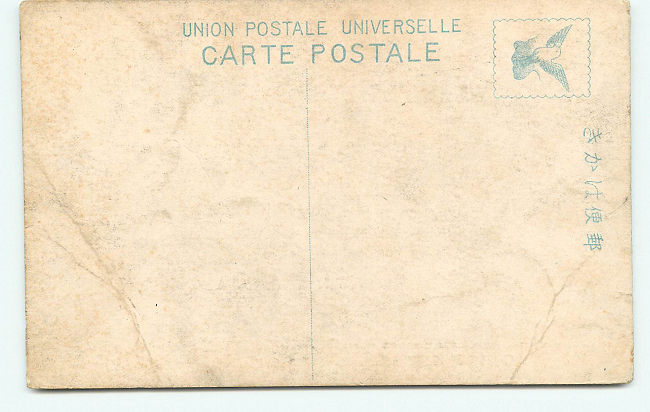 UNION POSTALE UNIVERSELLE
CARTE POSTALE
郵便はかき